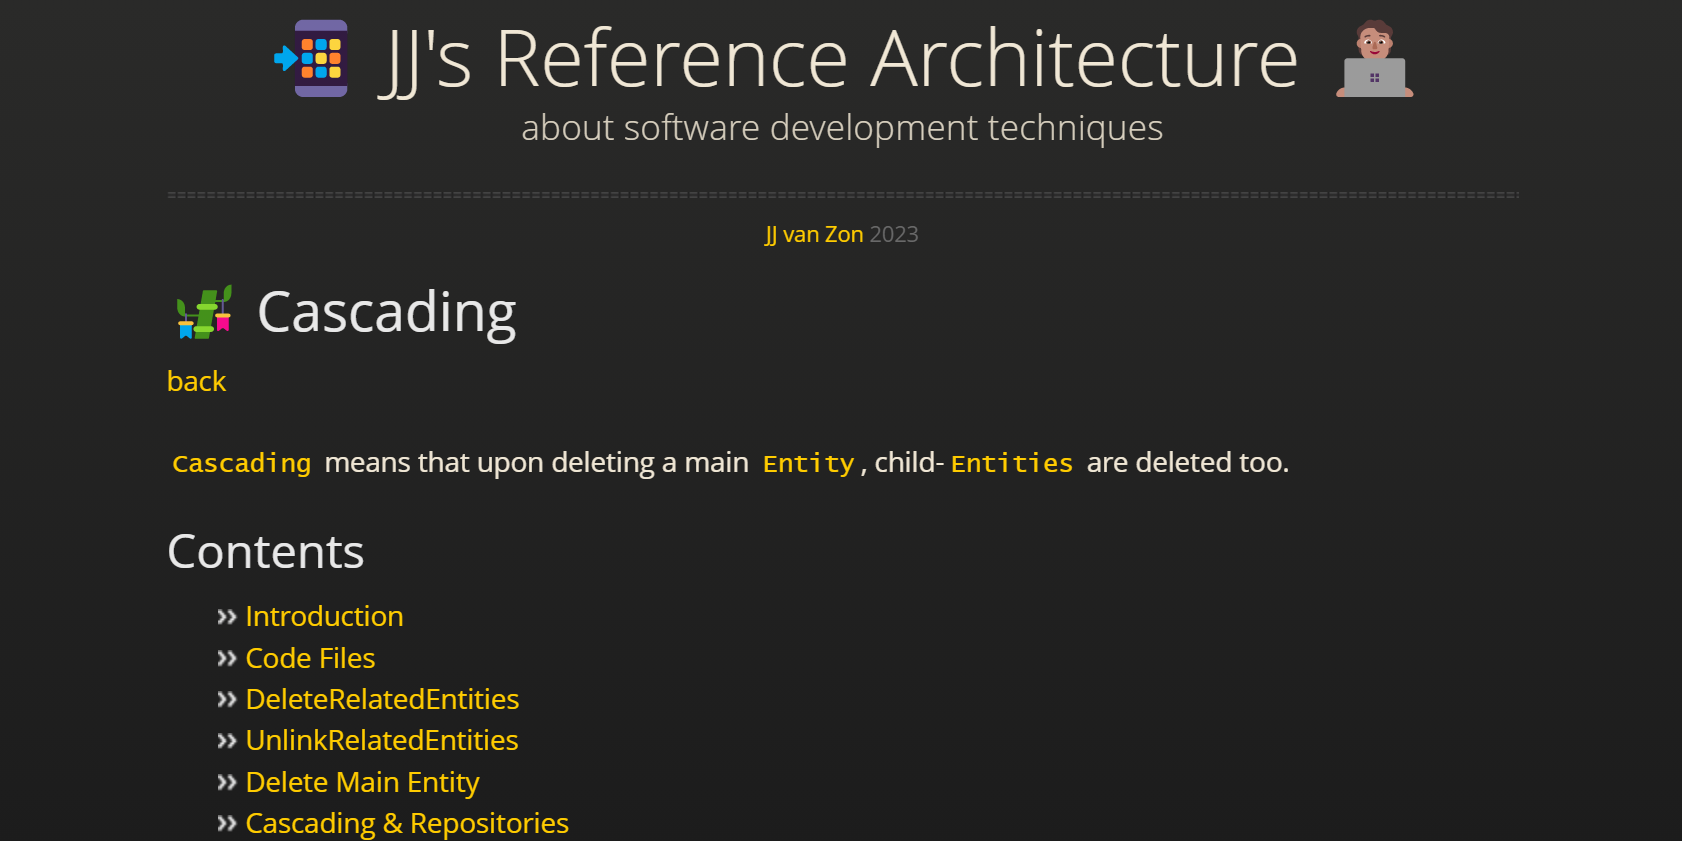 JJ's Reference Architecture
about software development techniques
JJ van Zon 2023
Cascading
back
Cascading means that upon deleting a main Entity, child-Entities are deleted too.
Contents
Introduction
Code Files
DeleteRelatedEntities
UnlinkRelatedEntities
Delete Main Entity
Cascading & Repositories